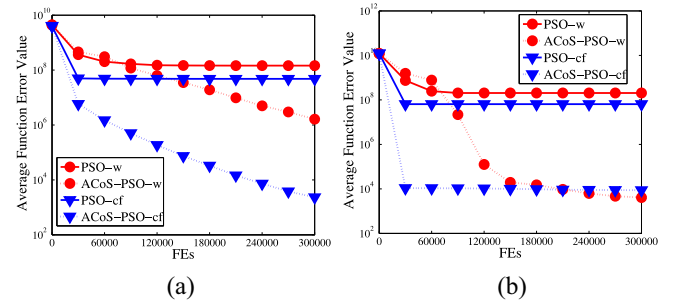 10^10
10^8
10^6
10^4
10^2
Average Function Error Value
PSO-w
ACoS-PSO-w
PSO-cf
ACoS-PSO-cf
0 60000 120000 180000 240000 300000
FEs
(a)
10^12
10^10
10^8
10^6
10^4
10^2
Average Function Error Value
PSO-w
ACoS-PSO-w
PSO-cf
ACoS-PSO-cf
0 60000 120000 180000 240000 300000
FEs
(b)